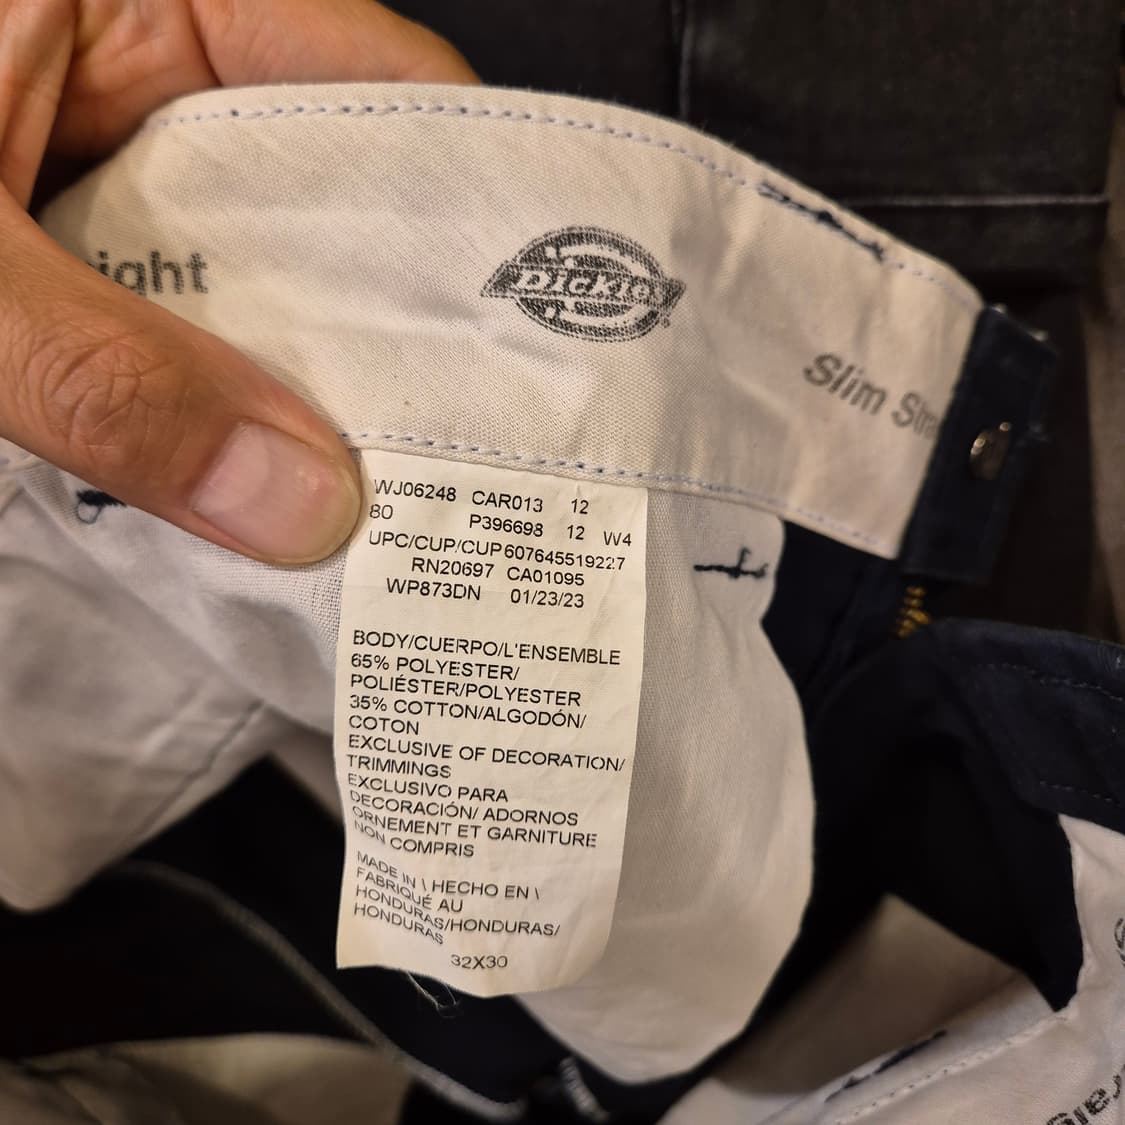 ight
Dickies
Slim Stra
WJ06248 CAR013 12
80 P396698 12 W4
UPC/CUP/CUP607645519227
RN20697 CA01095
WP873DN 01/23/23
BODY/CUERPO/L'ENSEMBLE
65% POLYESTER/
POLIÉSTER/POLYESTER
35% COTTON/ALGODÓN/
COTON
EXCLUSIVE OF DECORATION/
TRIMMINGS
EXCLUSIVO PARA
DECORACIÓN/ ADORNOS
ORNEMENT ET GARNITURE
NON COMPRIS
MADE IN \ HECHO EN \
FABRIQUÉ AU
HONDURAS/HONDURAS/
HONDURAS
32X30